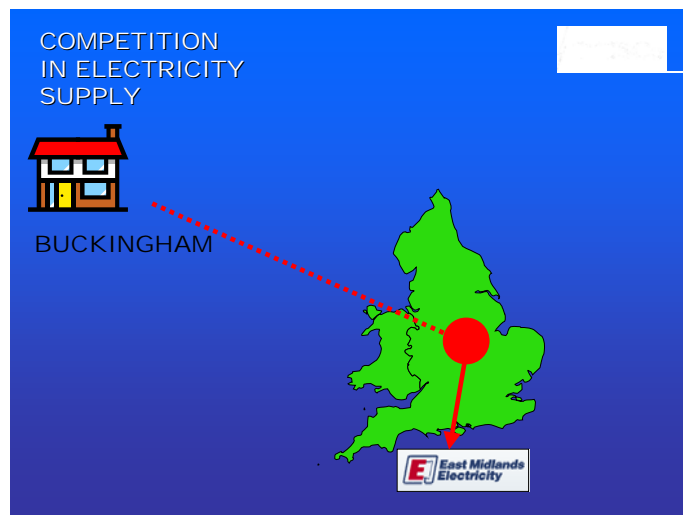 COMPETITION
IN ELECTRICITY
SUPPLY
BUCKINGHAM
East Midlands
Electricity